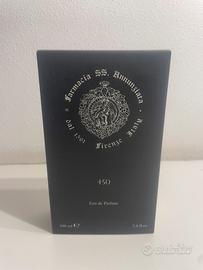 Farmacia SS. Annunziata
dal 1561 Firenze Italy
450
Eau de Parfum
100 ml ℮
3.4 fl.oz
subito